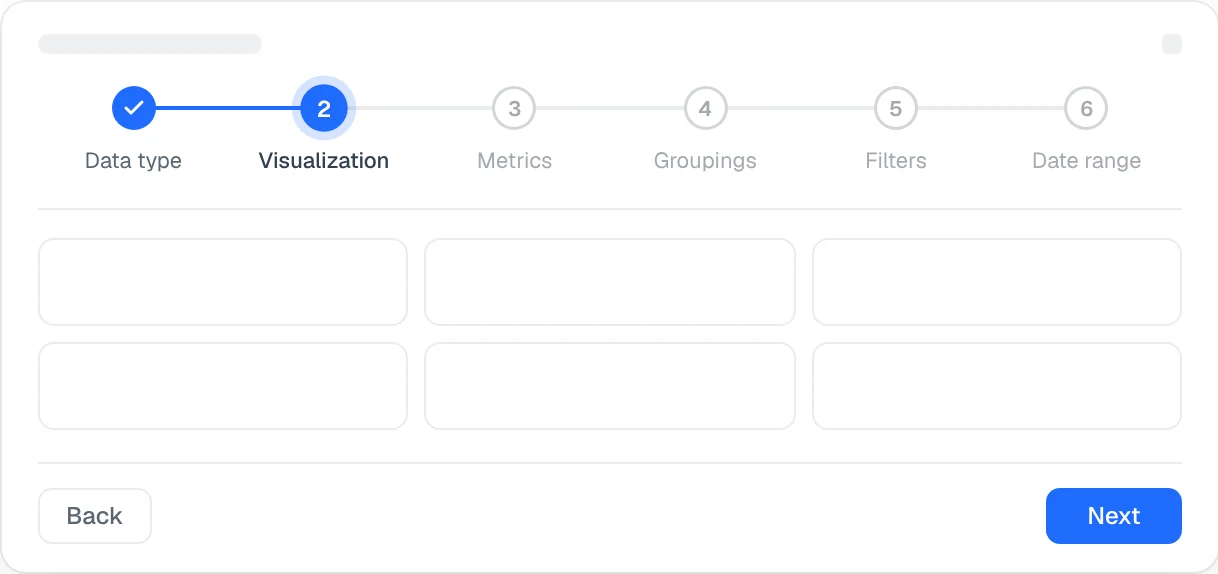 2 3 4 5 6
Data type Visualization Metrics Groupings Filters Date range
Back Next